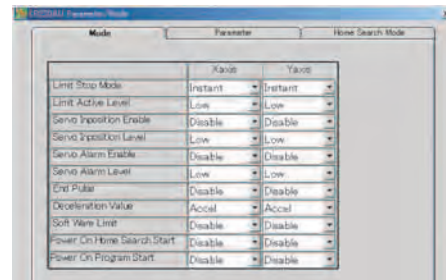 Parameter/Mode
Mode Parameter Home Search Mode
Xaxis Yaxis
Limit Stop Mode Instant Instant
Limit Active Level Low Low
Servo Inposition Enable Disable Disable
Servo Inposition Level Low Low
Servo Alarm Enable Disable Disable
Servo Alarm Level Low Low
End Pulse Disable Disable
Deceleration Value Accel Accel
Soft Ware Limit Disable Disable
Power On Home Search Start Disable Disable
Power On Program Start Disable Disable